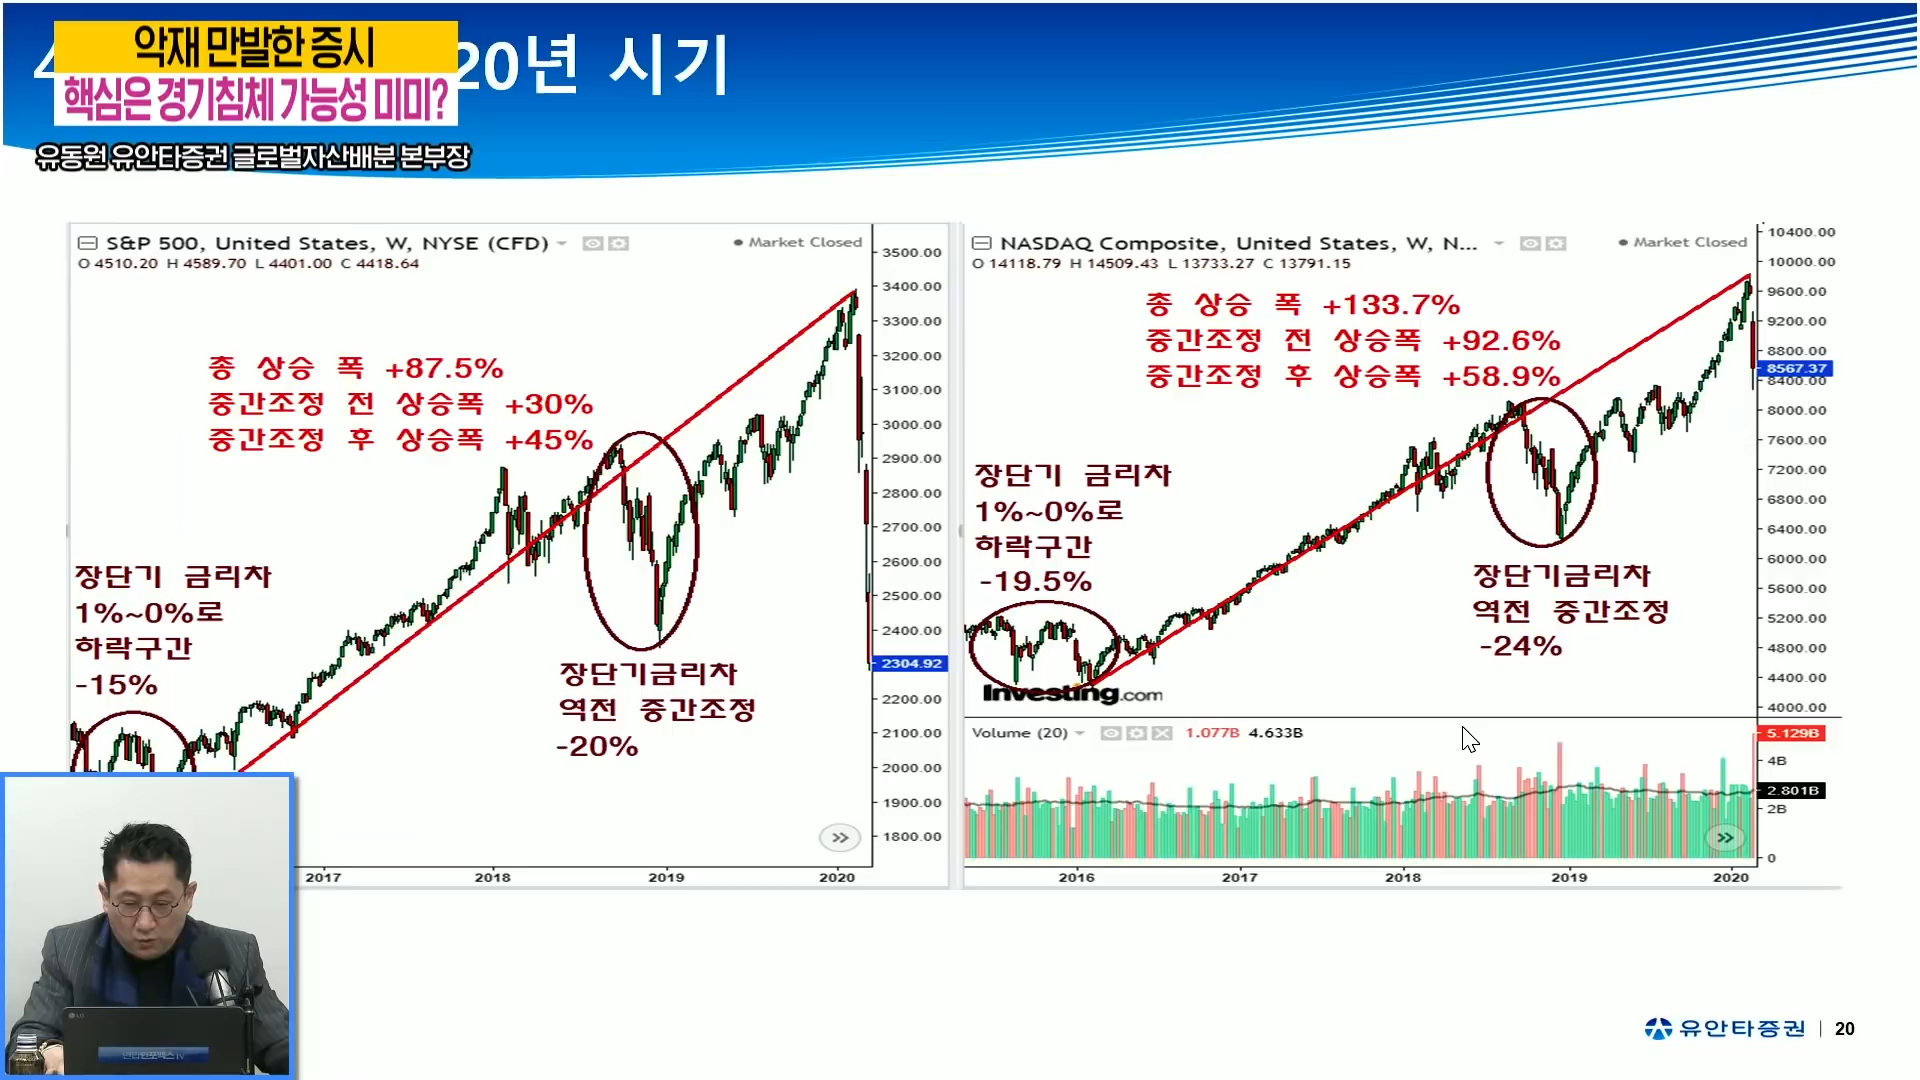 악재 만발한 증시
핵심은 경기침체 가능성 미미?
20년 시기
유동원 유안타증권 글로벌자산배분 본부장
S&P 500, United States, W, NYSE (CFD)
Market Closed
O 4510.20 H 4589.70 L 4401.00 C 4418.64
총 상승 폭 +87.5%
중간조정 전 상승폭 +30%
중간조정 후 상승폭 +45%
장단기 금리차
1%~0%로
하락구간
-15%
장단기금리차
역전 중간조정
-20%
3500.00
3400.00
3300.00
3200.00
3100.00
3000.00
2900.00
2800.00
2700.00
2600.00
2500.00
2400.00
2304.92
2200.00
2100.00
2000.00
1900.00
1800.00
2017 2018 2019 2020
NASDAQ Composite, United States, W, N...
Market Closed
O 14118.79 H 14509.43 L 13733.27 C 13791.15
총 상승 폭 +133.7%
중간조정 전 상승폭 +92.6%
중간조정 후 상승폭 +58.9%
장단기 금리차
1%~0%로
하락구간
-19.5%
장단기금리차
역전 중간조정
-24%
Investing.com
10400.00
10000.00
9600.00
9200.00
8800.00
8567.37
8400.00
8000.00
7600.00
7200.00
6800.00
6400.00
6000.00
5600.00
5200.00
4800.00
4400.00
4000.00
Volume (20) 1.077B 4.633B
5.129B
4B
2.801B
2B
0
2016 2017 2018 2019 2020
LG
연합인포맥스TV
유안타증권 | 20